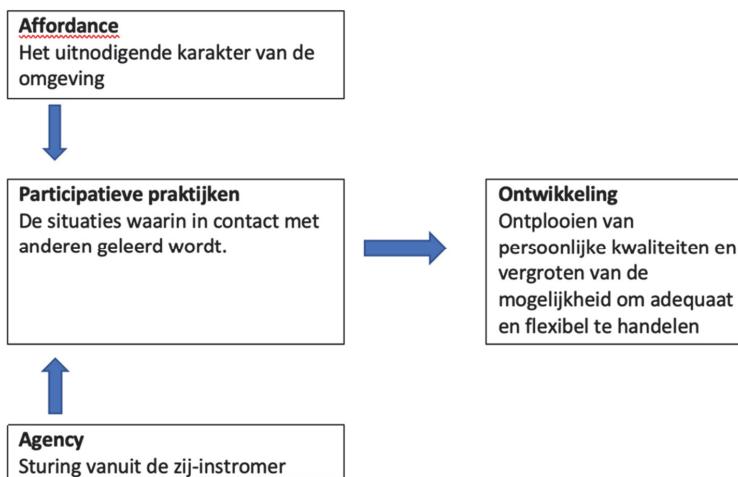 Affordance
Het uitnodigende karakter van de
omgeving
Participatieve praktijken
De situaties waarin in contact met
anderen geleerd wordt.
Ontwikkeling
Ontplooien van
persoonlijke kwaliteiten en
vergroten van de
mogelijkheid om adequaat
en flexibel te handelen
Agency
Sturing vanuit de zij-instromer